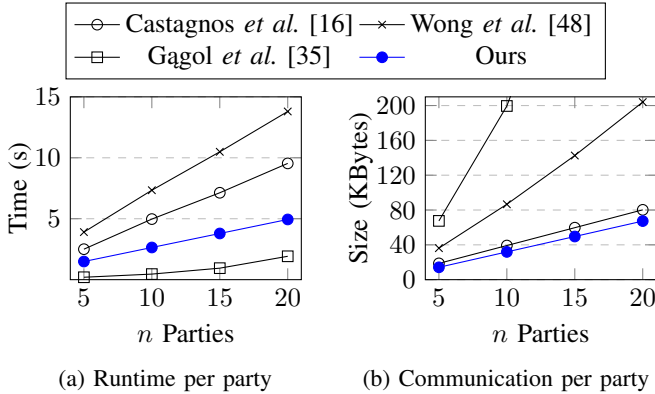 Castagnos et al. [16] Wong et al. [48]
Gągol et al. [35] Ours
15
10
5
5 10 15 20
Time (s)
n Parties
(a) Runtime per party
200
160
120
80
40
0
5 10 15 20
Size (KBytes)
n Parties
(b) Communication per party